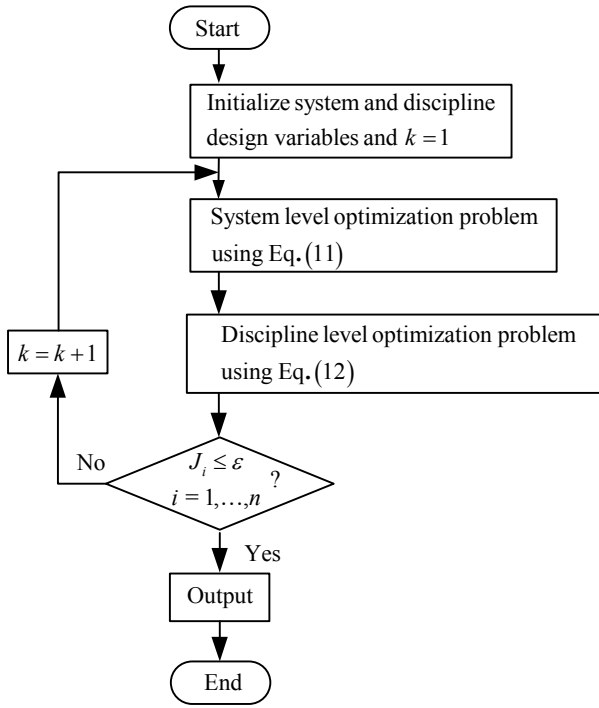 Start
Initialize system and discipline
design variables and k = 1
System level optimization problem
using Eq.(11)
Discipline level optimization problem
using Eq.(12)
k = k + 1
No
J_i ≤ ε
i = 1,…,n ?
Yes
Output
End